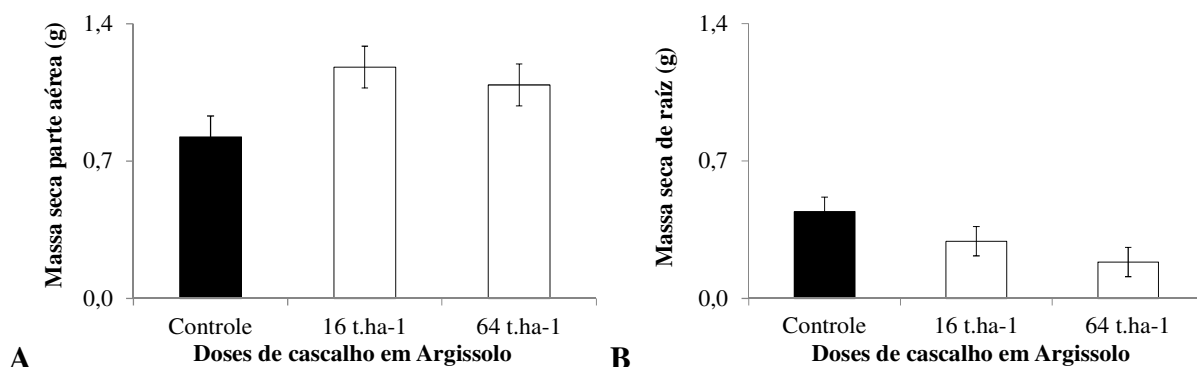 Massa seca parte aérea (g)
1,4
0,7
0,0
Controle
16 t.ha-1
64 t.ha-1
Doses de cascalho em Argissolo
A
Massa seca de raíz (g)
1,4
0,7
0,0
Controle
16 t.ha-1
64 t.ha-1
Doses de cascalho em Argissolo
B